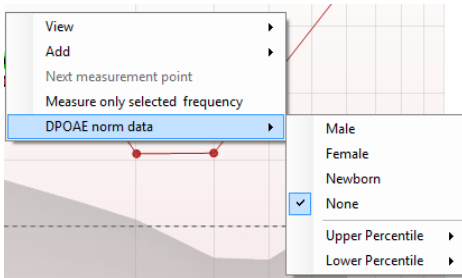 View
Add
Next measurement point
Measure only selected frequency
DPOAE norm data
Male
Female
Newborn
None
Upper Percentile
Lower Percentile